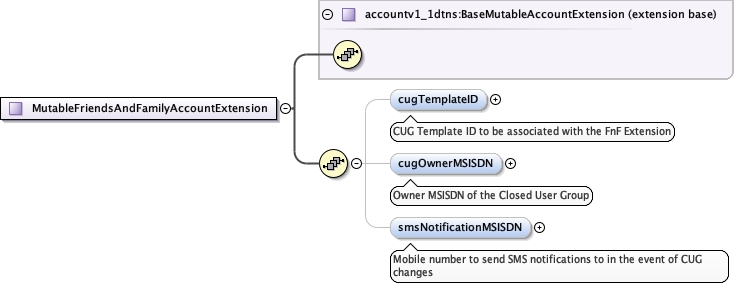 accountv1_1dtns:BaseMutableAccountExtension (extension base)
MutableFriendsAndFamilyAccountExtension
cugTemplateID
CUG Template ID to be associated with the FnF Extension
cugOwnerMSISDN
Owner MSISDN of the Closed User Group
smsNotificationMSISDN
Mobile number to send SMS notifications to in the event of CUG
changes